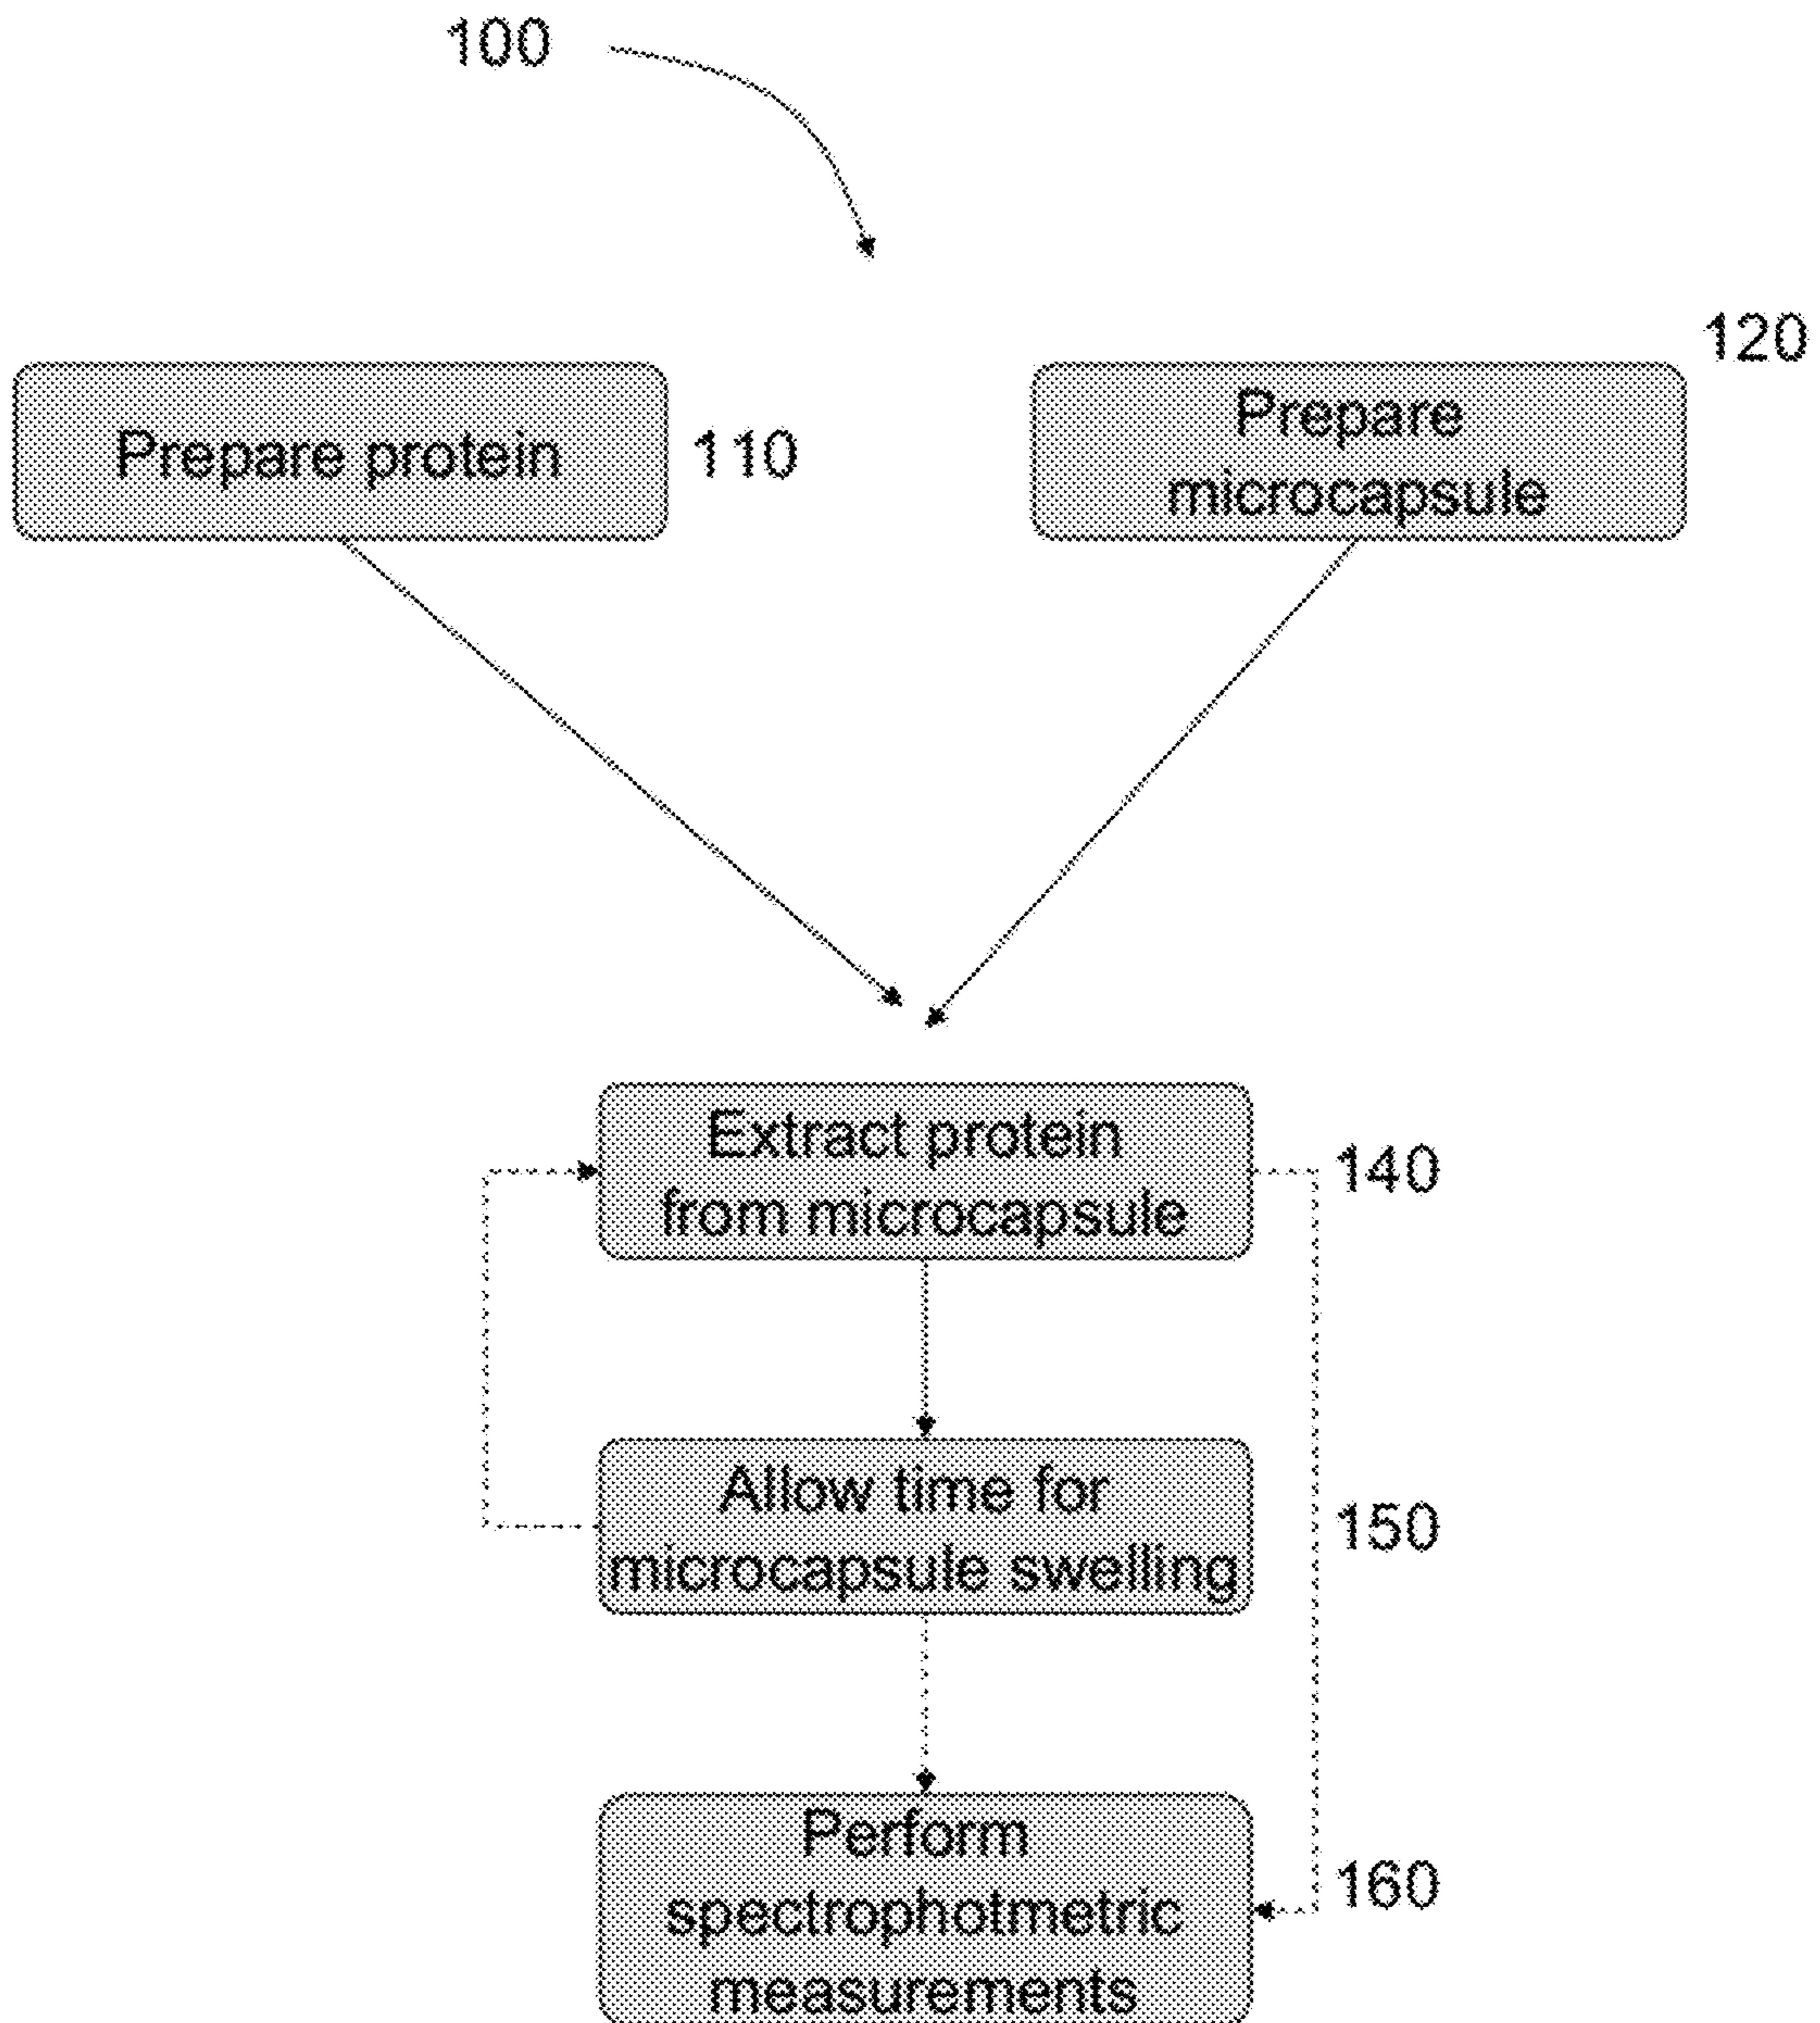 100
120
Prepare protein
110
Prepare
microcapsule
Extract protein
from microcapsule
140
Allow time for
microcapsule swelling
150
Perform
spectrophotmetric
measurements
160